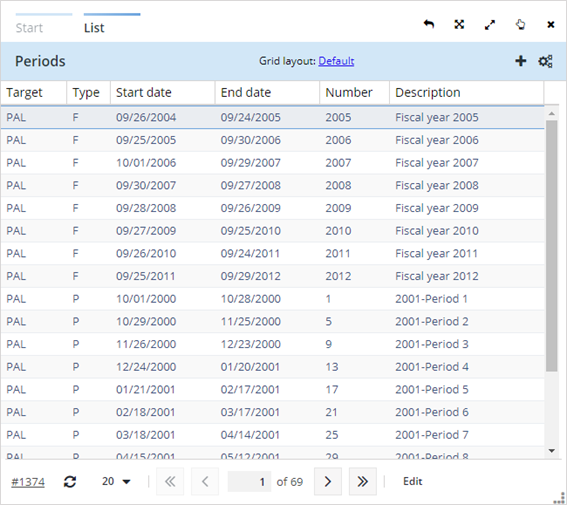 Start List
Periods Grid layout: Default
Target Type Start date End date Number Description
PAL F 09/26/2004 09/24/2005 2005 Fiscal year 2005
PAL F 09/25/2005 09/30/2006 2006 Fiscal year 2006
PAL F 10/01/2006 09/29/2007 2007 Fiscal year 2007
PAL F 09/30/2007 09/27/2008 2008 Fiscal year 2008
PAL F 09/28/2008 09/26/2009 2009 Fiscal year 2009
PAL F 09/27/2009 09/25/2010 2010 Fiscal year 2010
PAL F 09/26/2010 09/24/2011 2011 Fiscal year 2011
PAL F 09/25/2011 09/29/2012 2012 Fiscal year 2012
PAL P 10/01/2000 10/28/2000 1 2001-Period 1
PAL P 10/29/2000 11/25/2000 5 2001-Period 2
PAL P 11/26/2000 12/23/2000 9 2001-Period 3
PAL P 12/24/2000 01/20/2001 13 2001-Period 4
PAL P 01/21/2001 02/17/2001 17 2001-Period 5
PAL P 02/18/2001 03/17/2001 21 2001-Period 6
PAL P 03/18/2001 04/14/2001 25 2001-Period 7
PAL P 04/15/2001 05/12/2001 29 2001-Period 8
#1374 20 1 of 69 Edit